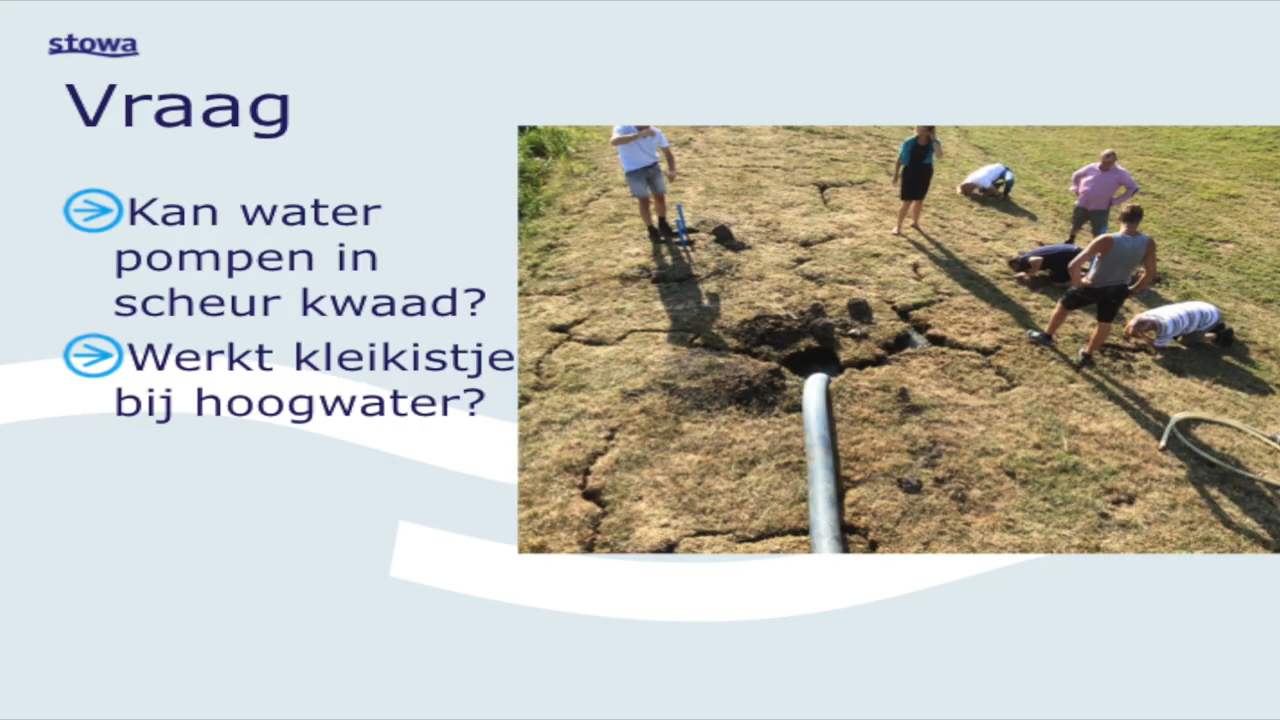 stowa
Vraag
Kan water
pompen in
scheur kwaad?
Werkt kleikistje
bij hoogwater?